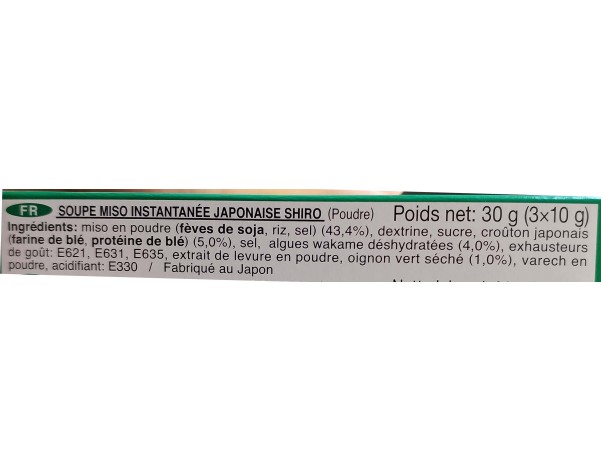 FR SOUPE MISO INSTANTANÉE JAPONAISE SHIRO (Poudre) Poids net: 30 g (3x10 g)
Ingrédients: miso en poudre (fèves de soja, riz, sel) (43,4%), dextrine, sucre, croûton japonais
(farine de blé, protéine de blé) (5,0%), sel, algues wakame déshydratées (4,0%), exhausteurs
de goût: E621, E631, E635, extrait de levure en poudre, oignon vert séché (1,0%), varech en
poudre, acidifiant: E330 / Fabriqué au Japon